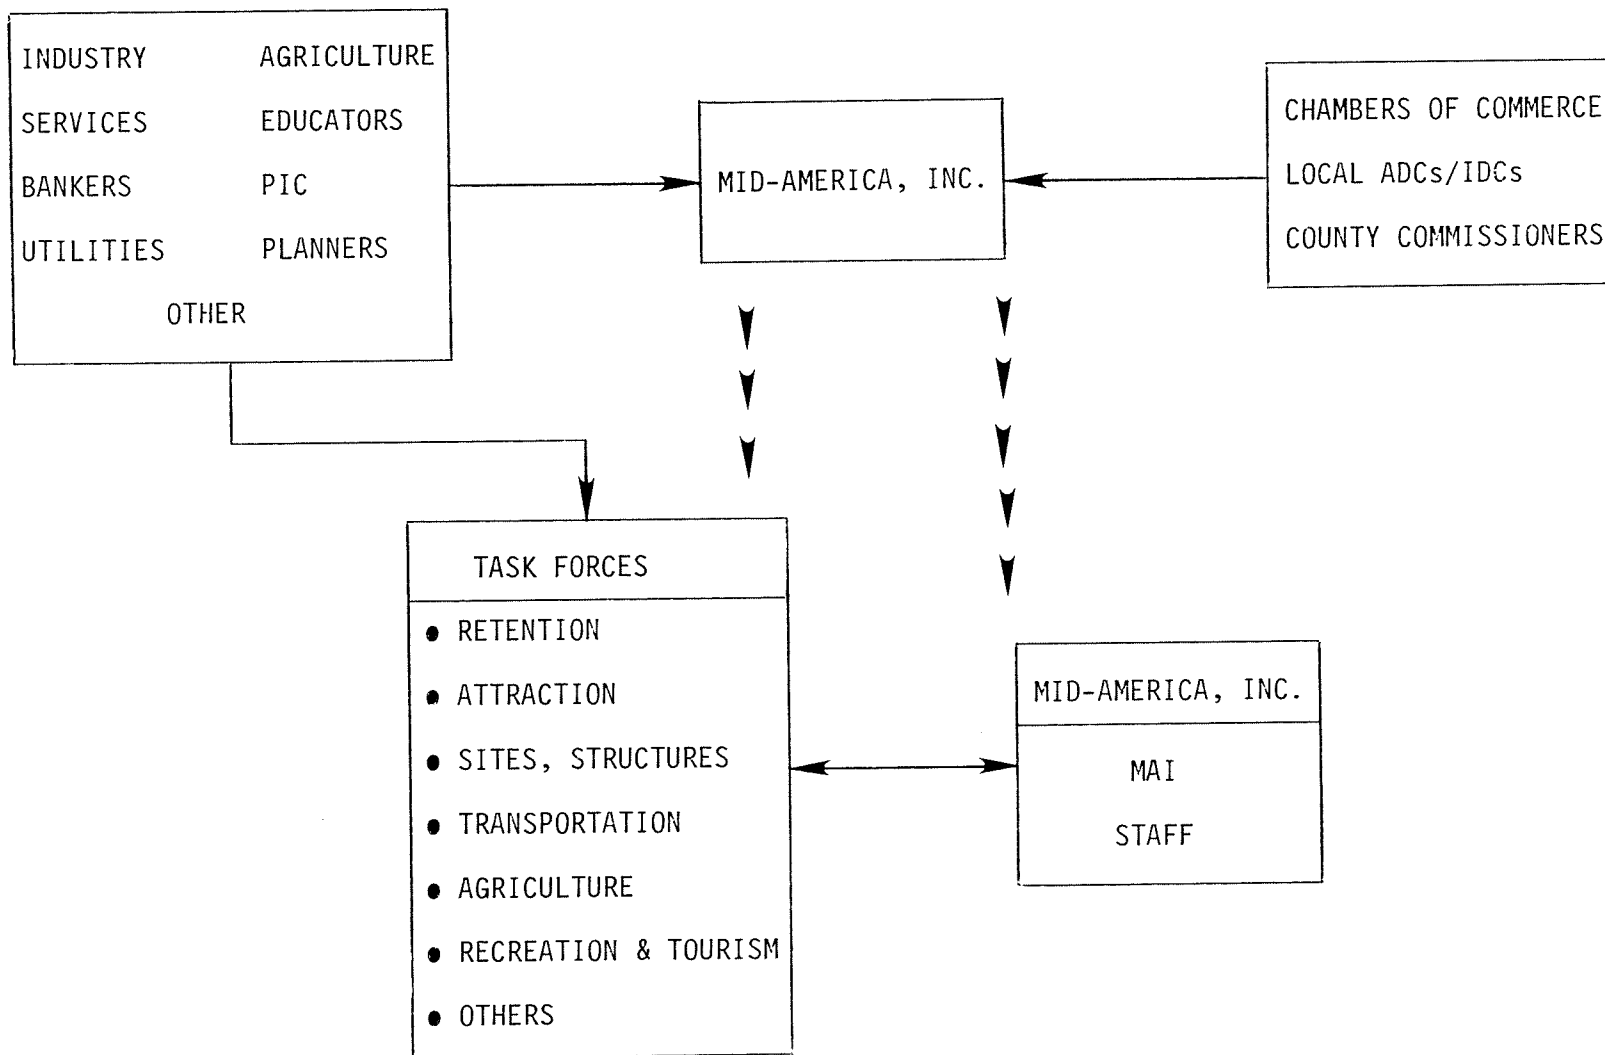 INDUSTRY AGRICULTURE
SERVICES EDUCATORS
BANKERS PIC
UTILITIES PLANNERS
OTHER
MID-AMERICA, INC.
CHAMBERS OF COMMERCE
LOCAL ADCs/IDCs
COUNTY COMMISSIONERS
TASK FORCES
• RETENTION
• ATTRACTION
• SITES, STRUCTURES
• TRANSPORTATION
• AGRICULTURE
• RECREATION & TOURISM
• OTHERS
MID-AMERICA, INC.
MAI
STAFF